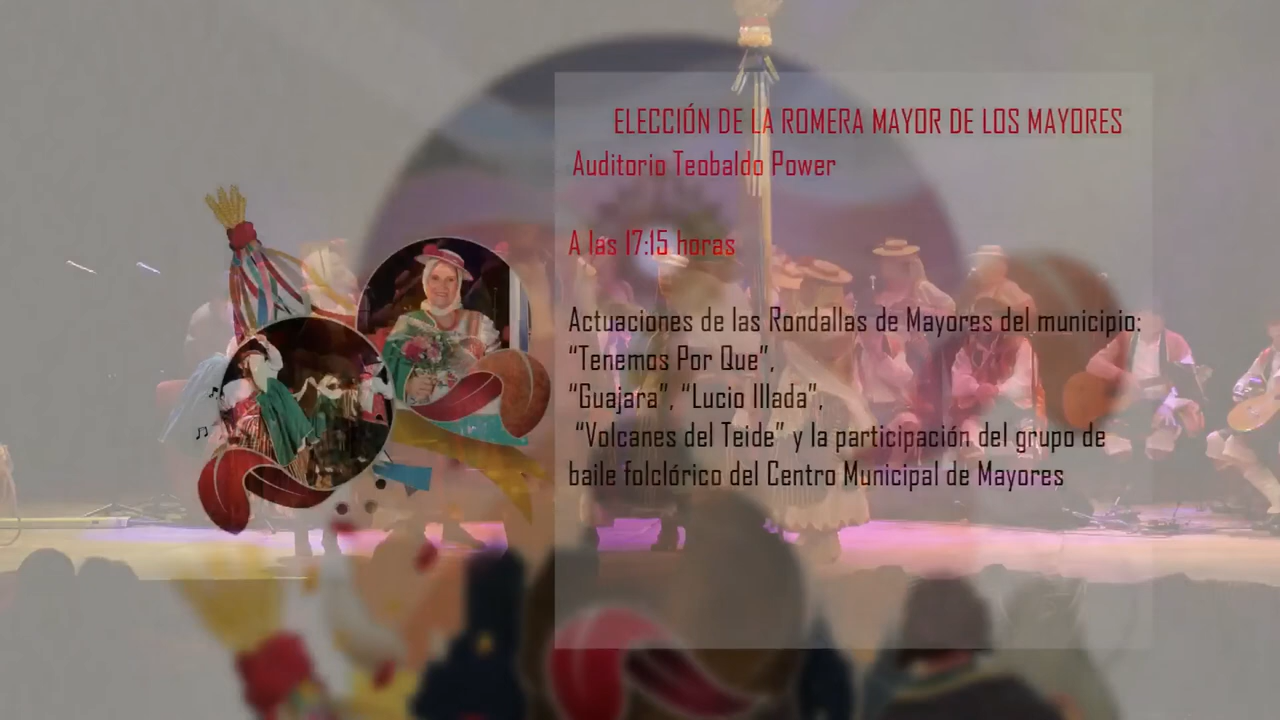 ELECCIÓN DE LA ROMERA MAYOR DE LOS MAYORES
Auditorio Teobaldo Power
A las 17:15 horas
Actuaciones de las Rondallas de Mayores del municipio:
“Tenemos Por Que”,
“Guajara”, “Lucio Illada”,
“Volcanes del Teide” y la participación del grupo de
baile folclórico del Centro Municipal de Mayores